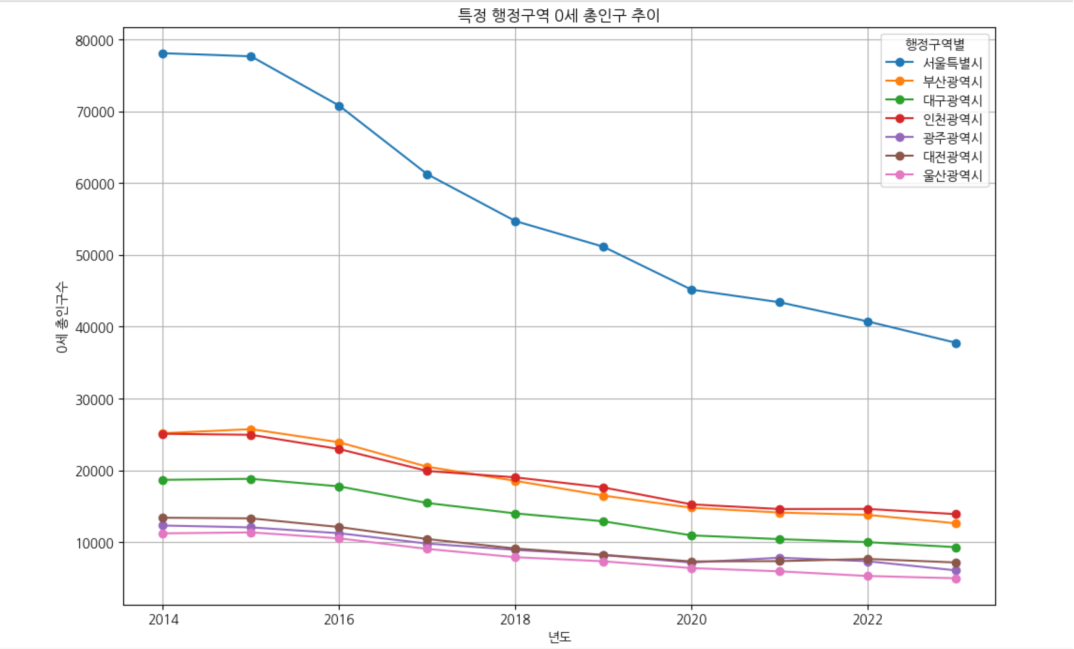 특정 행정구역 0세 총인구 추이
80000
70000
60000
50000
40000
30000
20000
10000
0세 총인구수
행정구역별
서울특별시
부산광역시
대구광역시
인천광역시
광주광역시
대전광역시
울산광역시
2014
2016
2018
2020
2022
년도